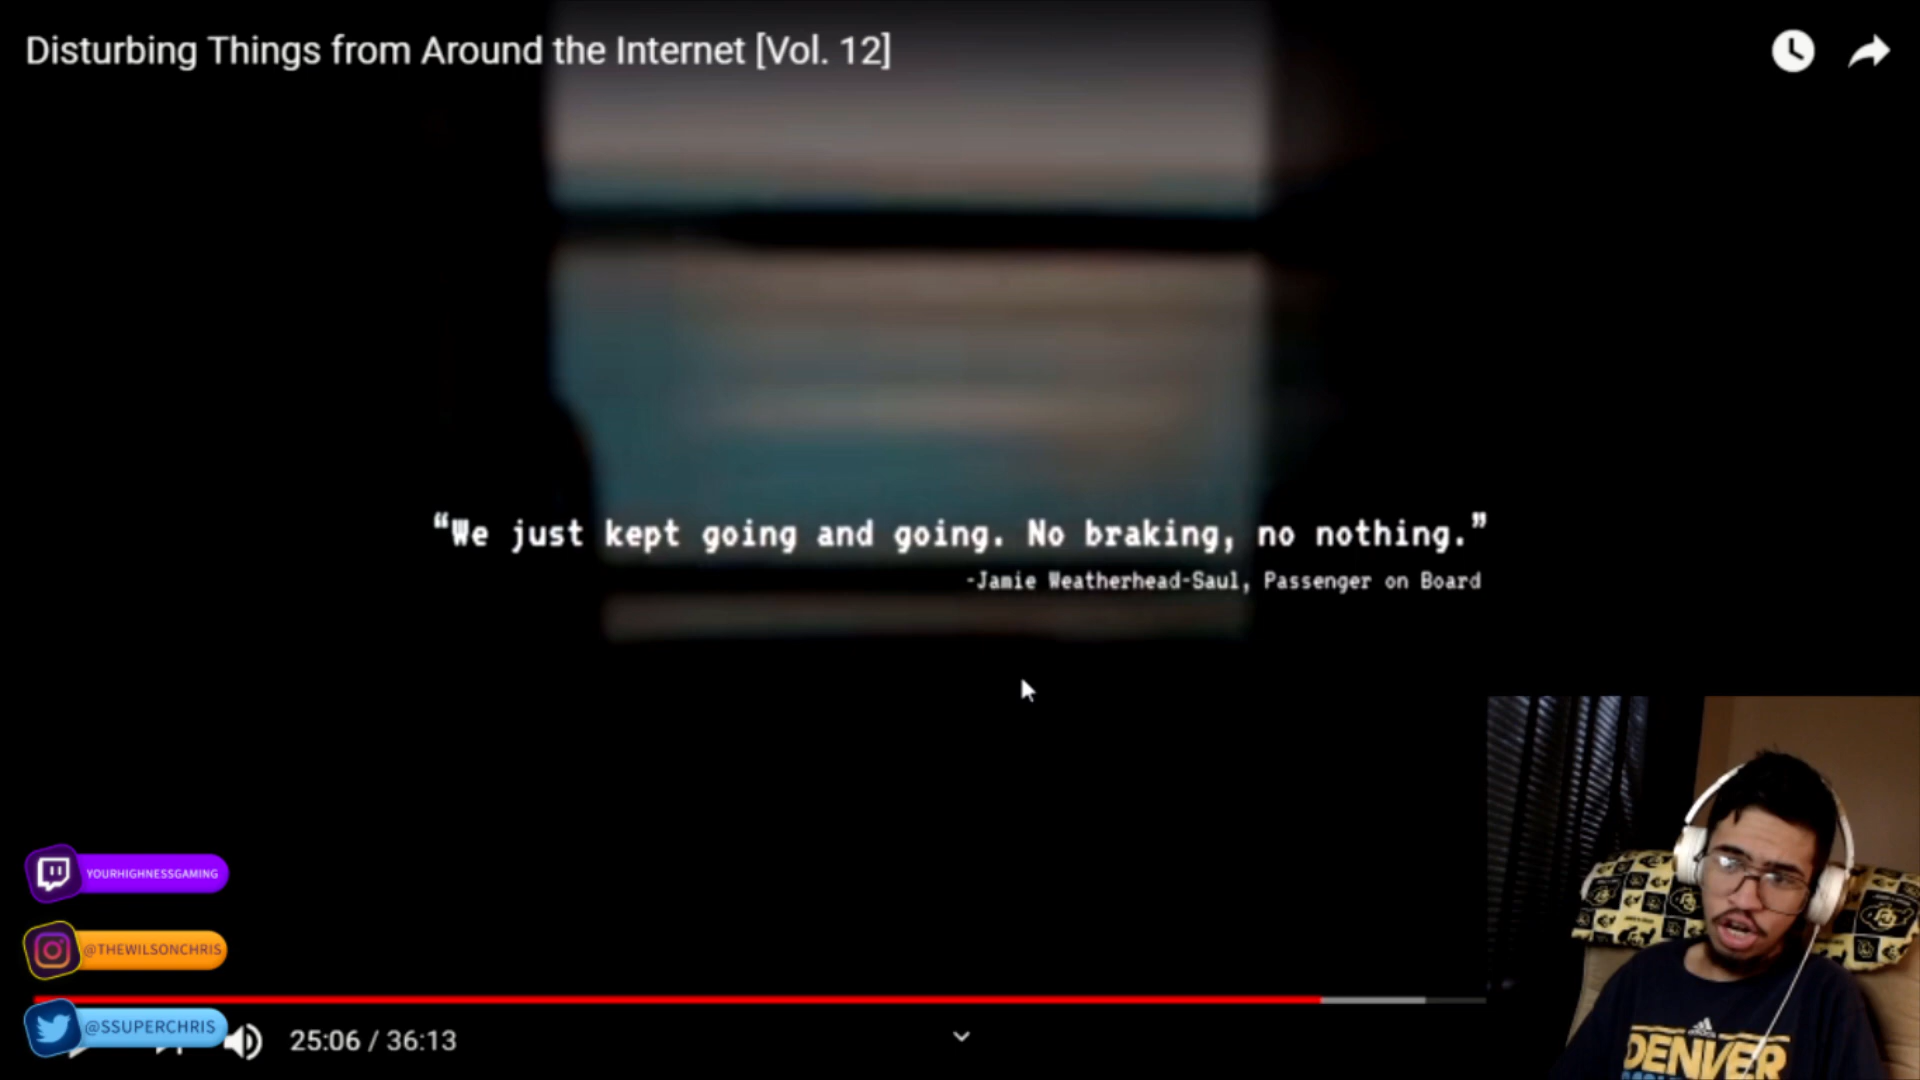 Disturbing Things from Around the Internet [Vol. 12]
“We just kept going and going. No braking, no nothing.”
-Jamie Weatherhead-Saul, Passenger on Board
YOURHIGHNESSGAMING
@THEWILSONCHRIS
@SSUPERCHRIS
25:06 / 36:13
DENVER